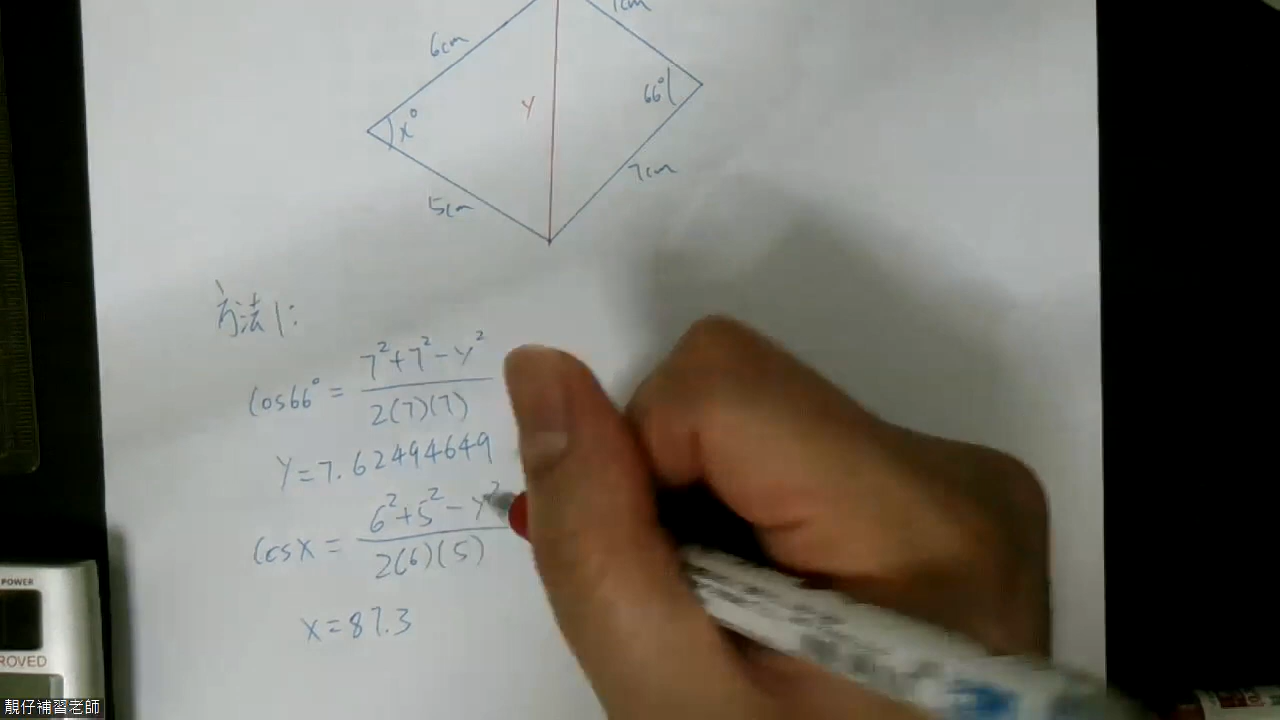 6cm
7cm
y
66°
x°
7cm
5cm
方法1:
cos66° = 7²+7²-y² / 2(7)(7)
y=7.62494649
cosx = 6²+5²-y² / 2(6)(5)
x=87.3
POWER
ROVED
靚仔補習老師